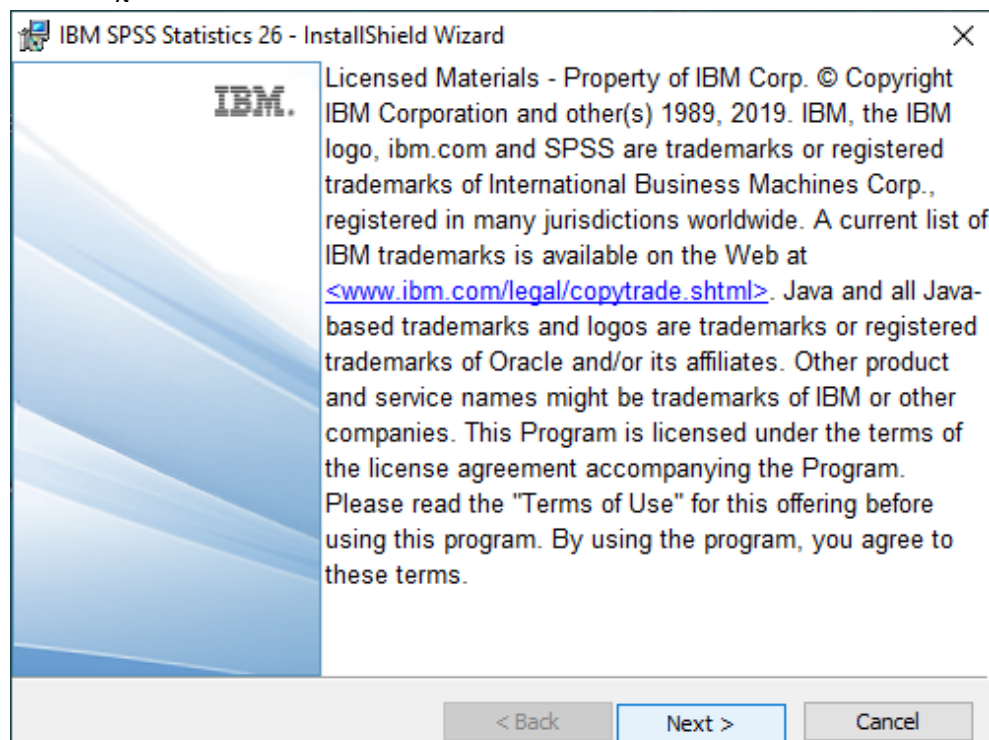 IBM SPSS Statistics 26 - InstallShield Wizard
IBM.
Licensed Materials - Property of IBM Corp. © Copyright
IBM Corporation and other(s) 1989, 2019. IBM, the IBM
logo, ibm.com and SPSS are trademarks or registered
trademarks of International Business Machines Corp.,
registered in many jurisdictions worldwide. A current list of
IBM trademarks is available on the Web at
<www.ibm.com/legal/copytrade.shtml>. Java and all Java-
based trademarks and logos are trademarks or registered
trademarks of Oracle and/or its affiliates. Other product
and service names might be trademarks of IBM or other
companies. This Program is licensed under the terms of
the license agreement accompanying the Program.
Please read the "Terms of Use" for this offering before
using this program. By using the program, you agree to
these terms.
< Back Next > Cancel